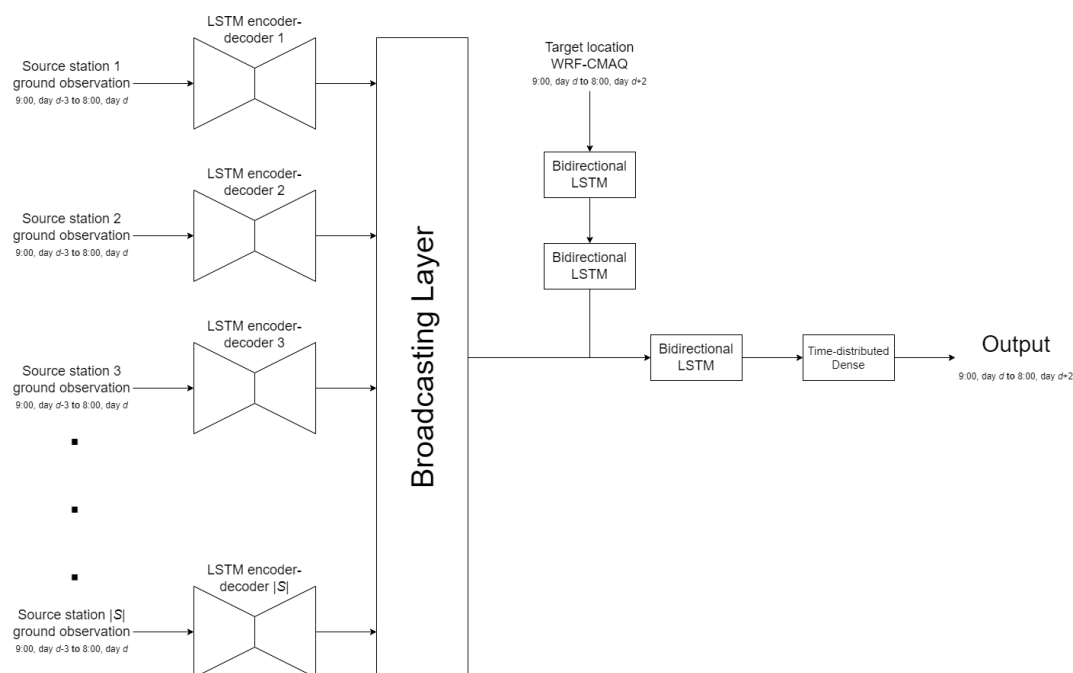 LSTM encoder-
decoder 1
Source station 1
ground observation
9:00, day d-3 to 8:00, day d
LSTM encoder-
decoder 2
Source station 2
ground observation
9:00, day d-3 to 8:00, day d
LSTM encoder-
decoder 3
Source station 3
ground observation
9:00, day d-3 to 8:00, day d
LSTM encoder-
decoder |S|
Source station |S|
ground observation
9:00, day d-3 to 8:00, day d
Broadcasting Layer
Target location
WRF-CMAQ
9:00, day d to 8:00, day d+2
Bidirectional
LSTM
Bidirectional
LSTM
Bidirectional
LSTM
Time-distributed
Dense
Output
9:00, day d to 8:00, day d+2